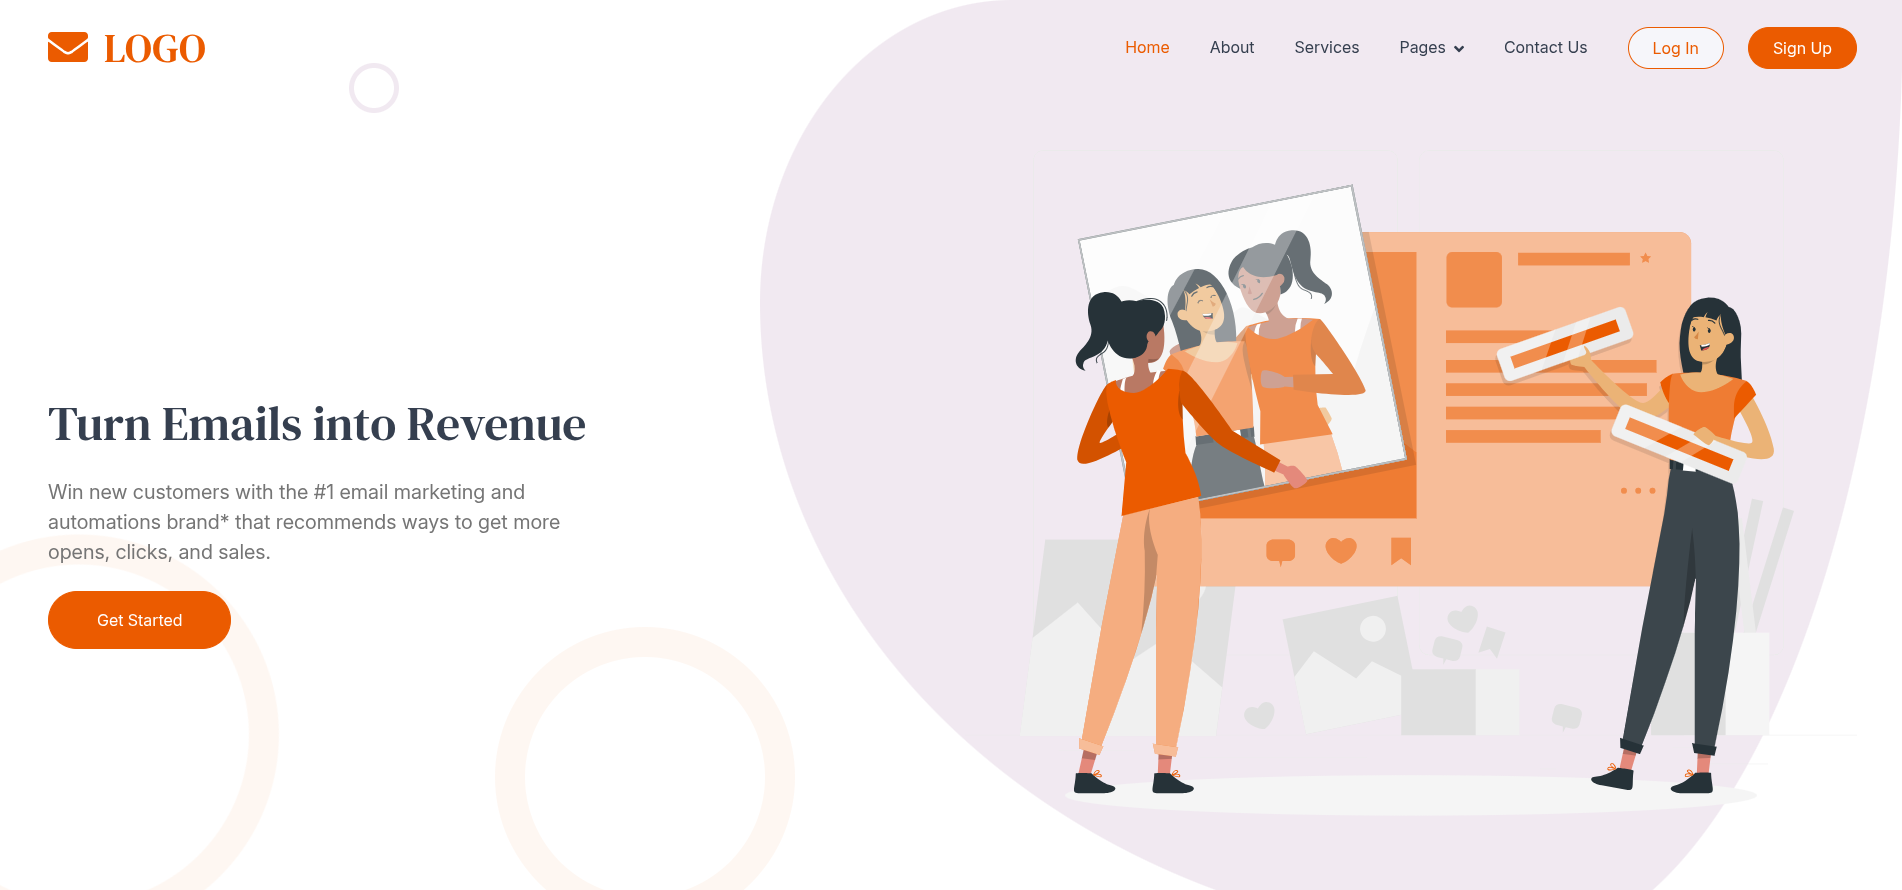 LOGO
Home
About
Services
Pages
Contact Us
Log In
Sign Up
Turn Emails into Revenue
Win new customers with the #1 email marketing and
automations brand* that recommends ways to get more
opens, clicks, and sales.
Get Started